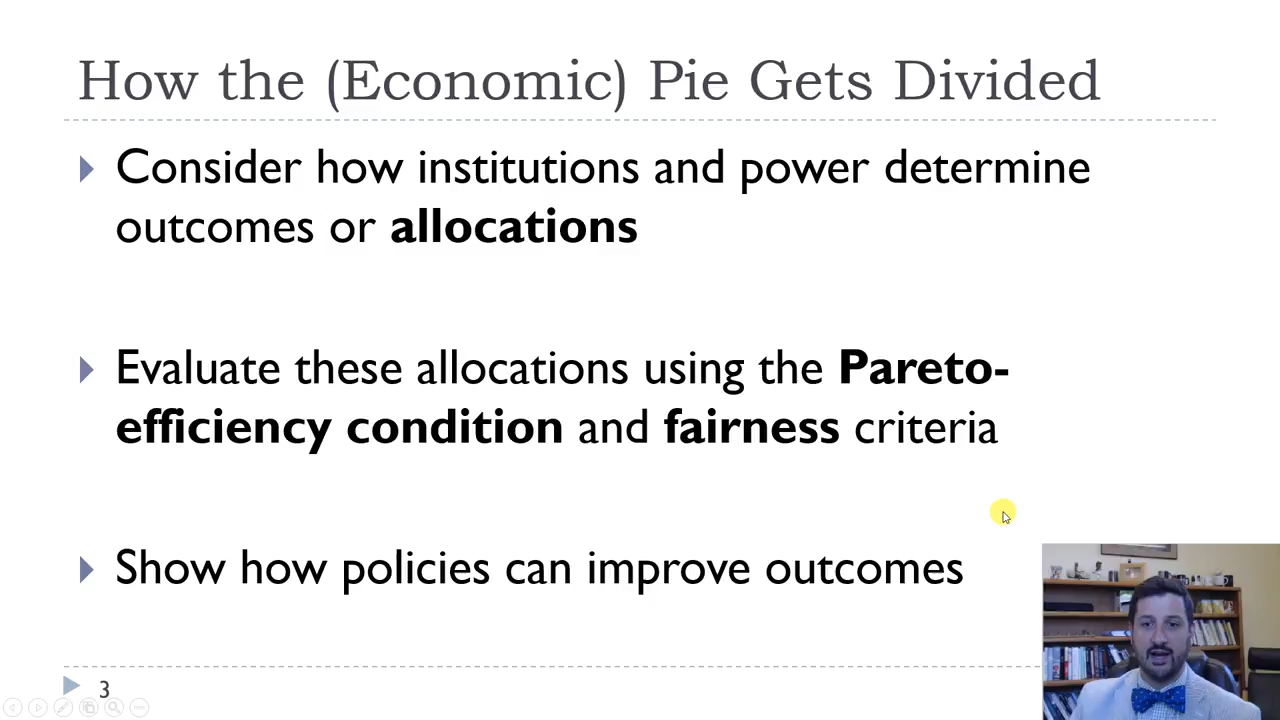 How the (Economic) Pie Gets Divided
Consider how institutions and power determine
outcomes or allocations
Evaluate these allocations using the Pareto-
efficiency condition and fairness criteria
Show how policies can improve outcomes
3